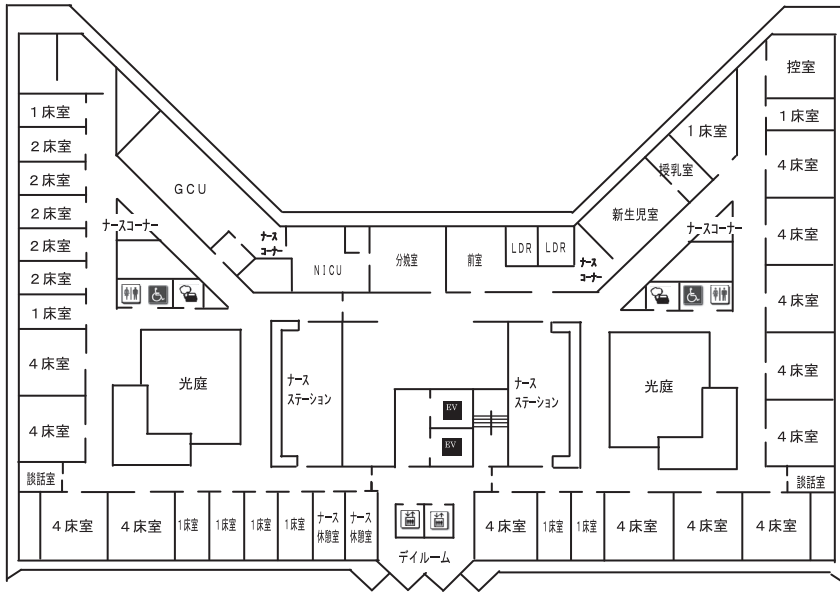 控室
1床室
1床室
1床室
2床室
4床室
授乳室
2床室
GCU
新生児室
2床室
ナースコーナー
ナースコーナー
4床室
2床室
ナース
コーナー
NICU
分娩室
前室
LDR
LDR
ナース
コーナー
2床室
4床室
1床室
4床室
光庭
ナース
ステーション
ナース
ステーション
光庭
4床室
4床室
EV
4床室
EV
4床室
談話室
談話室
4床室
4床室
1床室
1床室
1床室
1床室
ナース
休憩室
ナース
休憩室
4床室
1床室
1床室
4床室
4床室
4床室
デイルーム